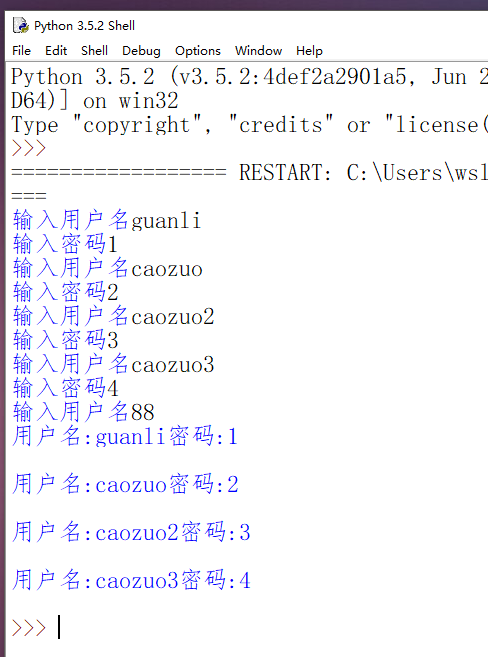 Python 3.5.2 Shell
File Edit Shell Debug Options Window Help
Python 3.5.2 (v3.5.2:4def2a2901a5, Jun 2
D64)] on win32
Type "copyright", "credits" or "license(
>>>
================== RESTART: C:\Users\wsl
===
输入用户名guanli
输入密码1
输入用户名caozuo
输入密码2
输入用户名caozuo2
输入密码3
输入用户名caozuo3
输入密码4
输入用户名88
用户名:guanli密码:1
用户名:caozuo密码:2
用户名:caozuo2密码:3
用户名:caozuo3密码:4
>>>